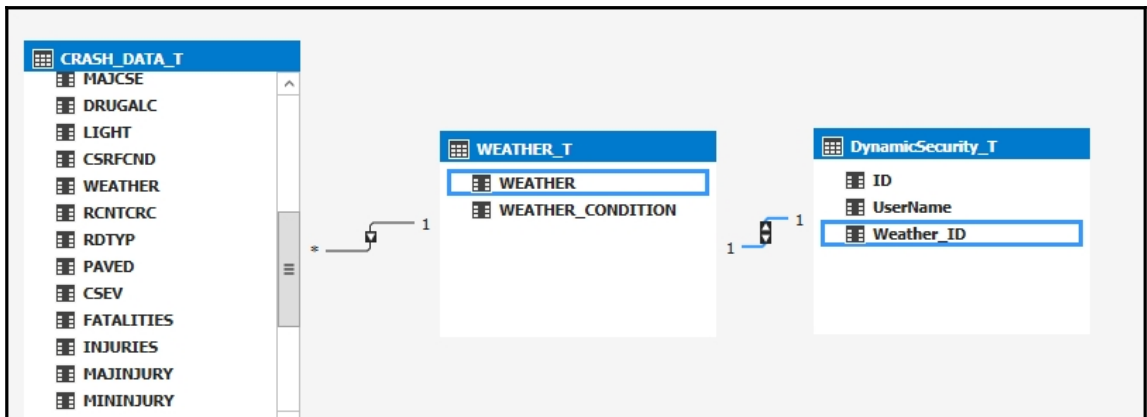 CRASH_DATA_T
MAJCSE
DRUGALC
LIGHT
CSRFCND
WEATHER
RCNTCRC
RDTYP
PAVED
CSEV
FATALITIES
INJURIES
MAJINJURY
MININJURY
*
1
WEATHER_T
WEATHER
WEATHER_CONDITION
1
1
DynamicSecurity_T
ID
UserName
Weather_ID